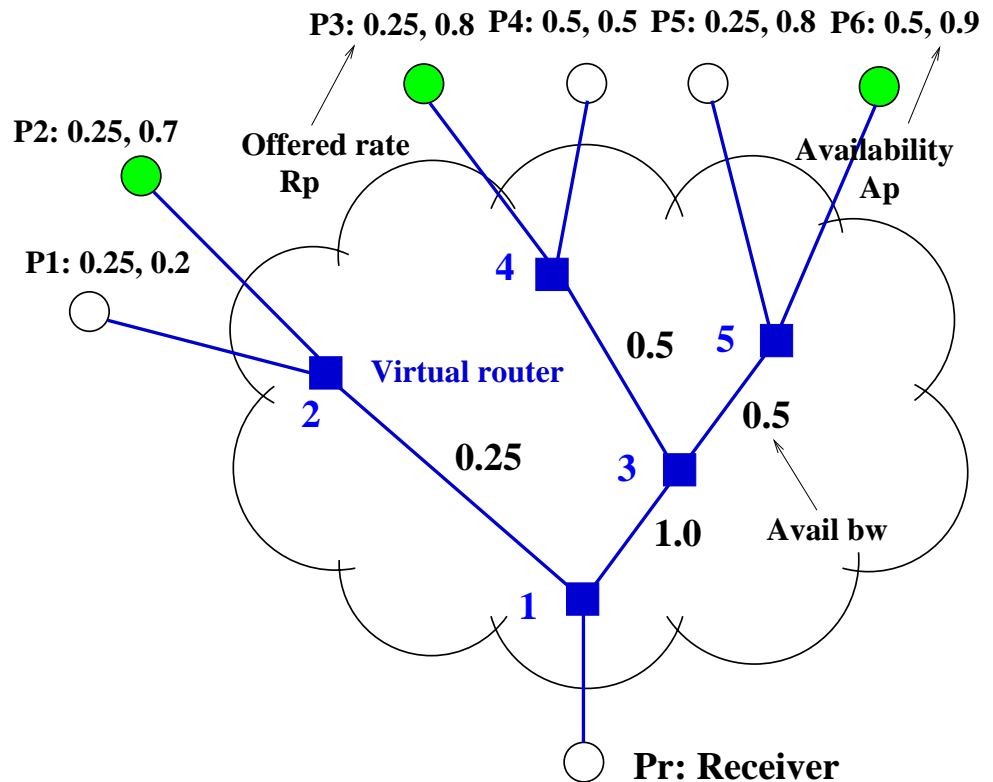 P3: 0.25, 0.8
P4: 0.5, 0.5
P5: 0.25, 0.8
P6: 0.5, 0.9
P2: 0.25, 0.7
Offered rate
Rp
Availability
Ap
P1: 0.25, 0.2
4
5
0.5
Virtual router
2
0.5
0.25
3
1.0
Avail bw
1
Pr: Receiver